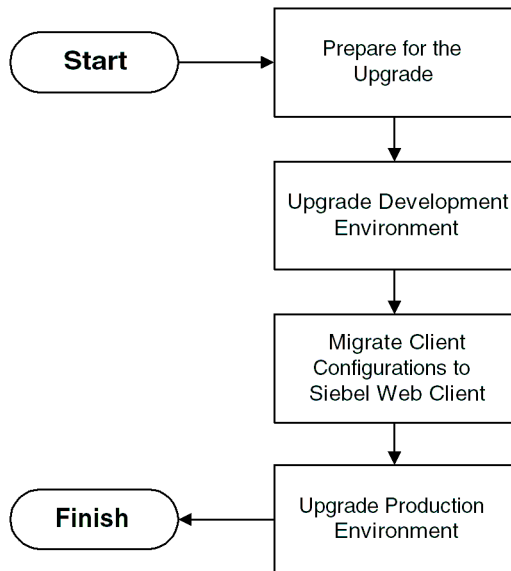 Start
Prepare for the
Upgrade
Upgrade Development
Environment
Migrate Client
Configurations to
Siebel Web Client
Upgrade Production
Environment
Finish